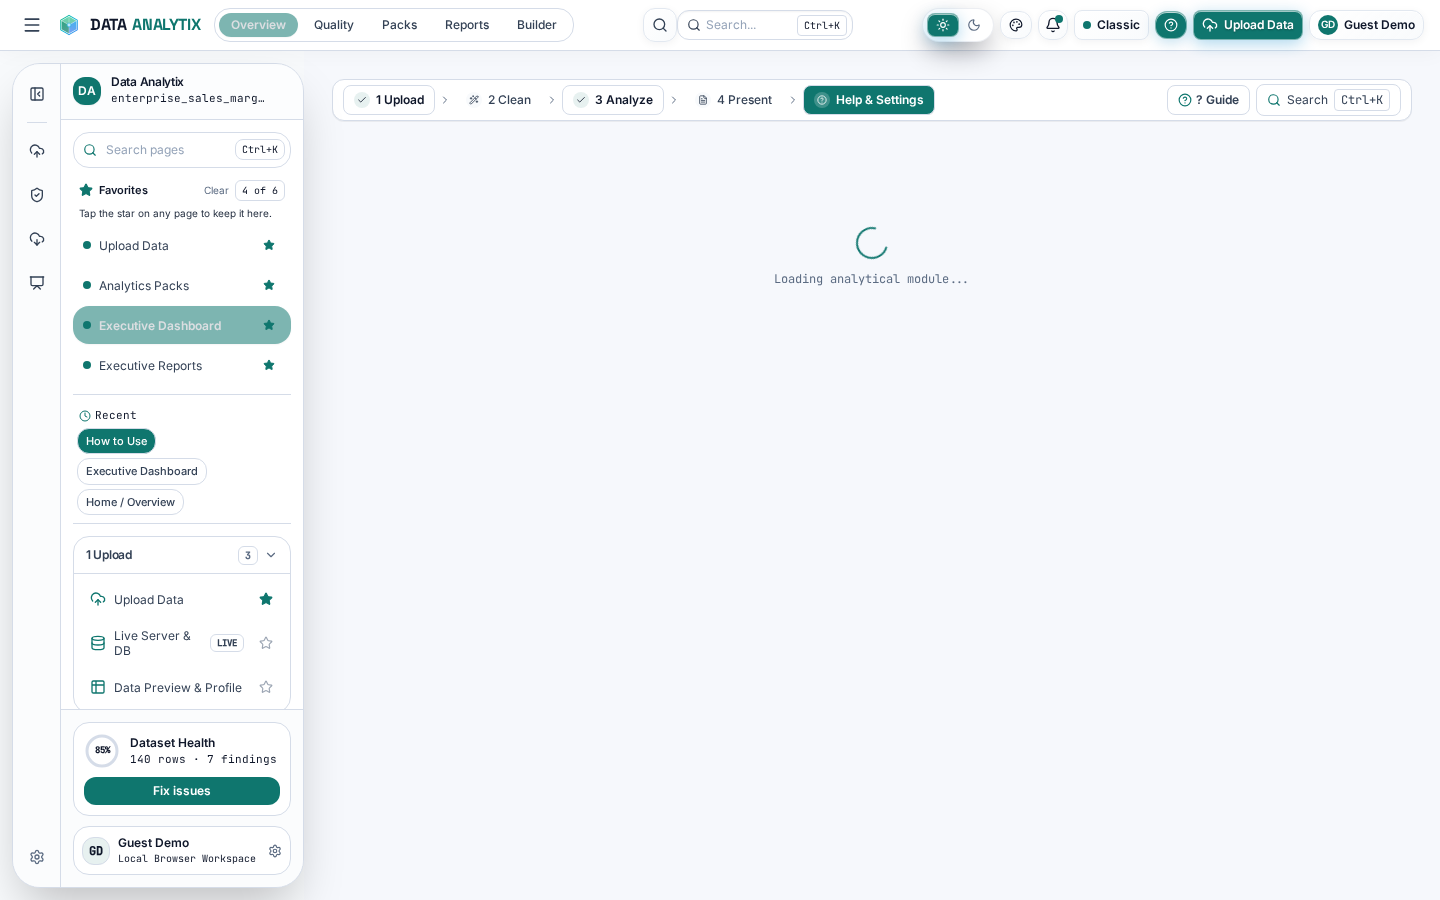 DATA ANALYTIX
Overview
Quality
Packs
Reports
Builder
Search...
Ctrl+K
Classic
Upload Data
GD
Guest Demo
DA
Data Analytix
enterprise_sales_marg…
Search pages
Ctrl+K
Favorites
Clear
4 of 6
Tap the star on any page to keep it here.
Upload Data
Analytics Packs
Executive Dashboard
Executive Reports
Recent
How to Use
Executive Dashboard
Home / Overview
1 Upload
3
Upload Data
Live Server &
DB
LIVE
Data Preview & Profile
85%
Dataset Health
140 rows · 7 findings
Fix issues
GD
Guest Demo
Local Browser Workspace
1 Upload
2 Clean
3 Analyze
4 Present
Help & Settings
? Guide
Search
Ctrl+K
Loading analytical module...